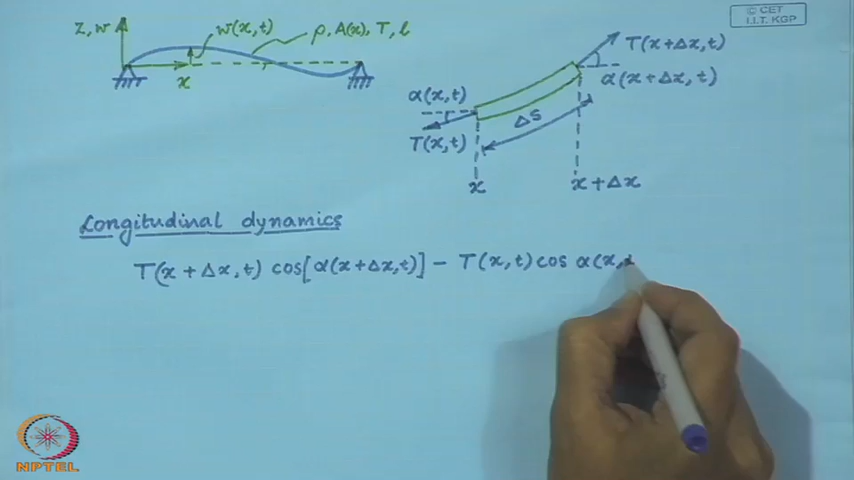 © CET
I.I.T. KGP
z, w
w(x,t)
ρ, A(x), T, l
x
T(x+Δx,t)
α(x+Δx,t)
α(x,t)
T(x,t)
Δs
x
x+Δx
Longitudinal dynamics
T(x+Δx,t) cos[α(x+Δx,t)] − T(x,t) cos α(x,
NPTEL